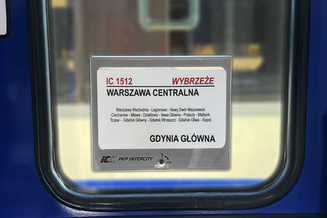 IC 1512 WYBRZEŻE
WARSZAWA CENTRALNA
Warszawa Wschodnia - Legionowo - Nowy Dwór Mazowiecki
Ciechanów - Mława - Działdowo - Iława Główna - Prabuty - Malbork
Tczew - Gdańsk Główny - Gdańsk Wrzeszcz - Gdańsk Oliwa - Sopot
GDYNIA GŁÓWNA
IC PKP INTERCITY